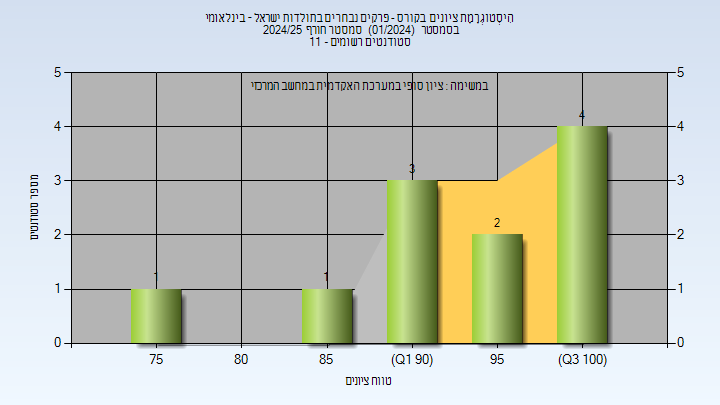 היסטוגרמת ציונים בקורס - פרקים נבחרים בתולדות ישראל - בינלאומי
בסמסטר (01/2024) סמסטר חורף 2024/25
סטודנטים רשומים - 11
במשימה : ציון סופי במערכת האקדמית במחשב המרכזי
5 5
4 4 4
3 3 3
2 2 2
1 1 1 1
0 0
75 80 85 (Q1 90) 95 (Q3 100)
מספר סטודנטים
טווח ציונים